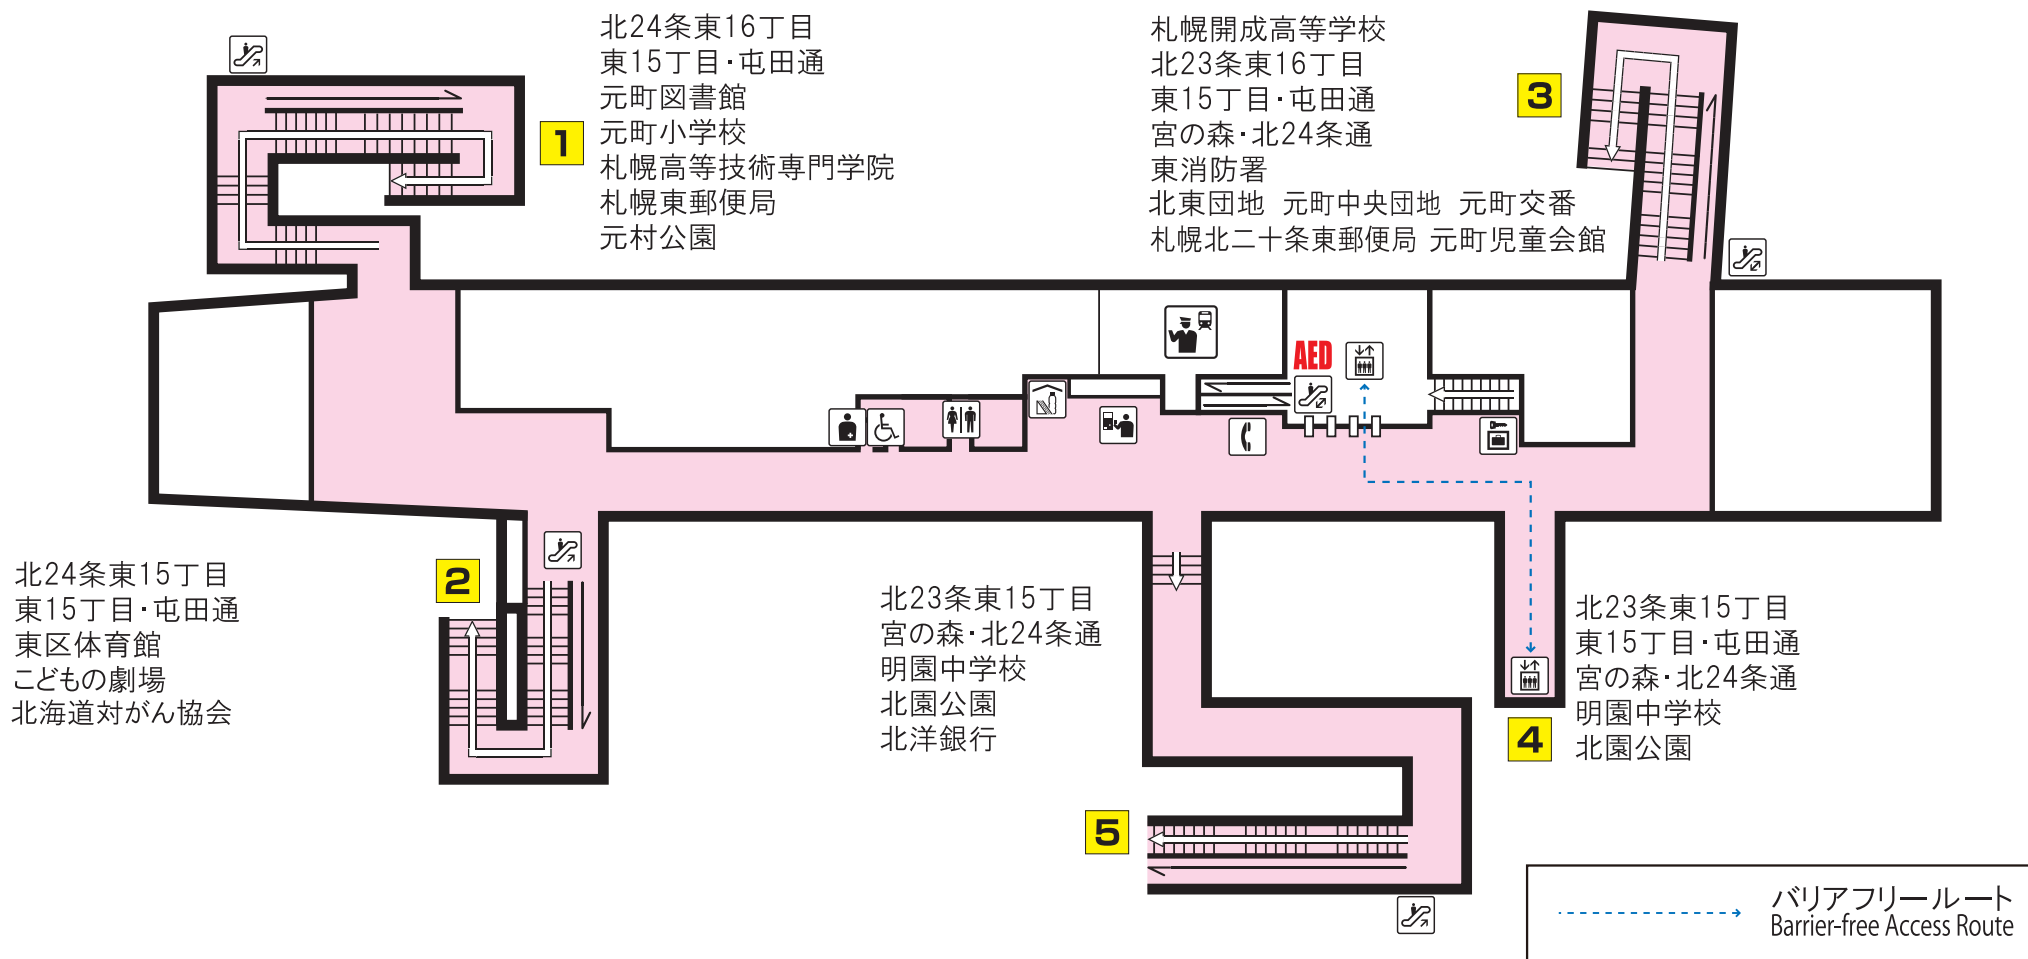 北24条東16丁目
東15丁目・屯田通
元町図書館
元町小学校
札幌高等技術専門学院
札幌東郵便局
元村公園
1
札幌開成高等学校
北23条東16丁目
東15丁目・屯田通
宮の森・北24条通
東消防署
北東団地 元町中央団地 元町交番
札幌北二十条東郵便局 元町児童会館
3
AED
2
北24条東15丁目
東15丁目・屯田通
東区体育館
こどもの劇場
北海道対がん協会
北23条東15丁目
宮の森・北24条通
明園中学校
北園公園
北洋銀行
5
北23条東15丁目
東15丁目・屯田通
宮の森・北24条通
明園中学校
北園公園
4
バリアフリールート
Barrier-free Access Route